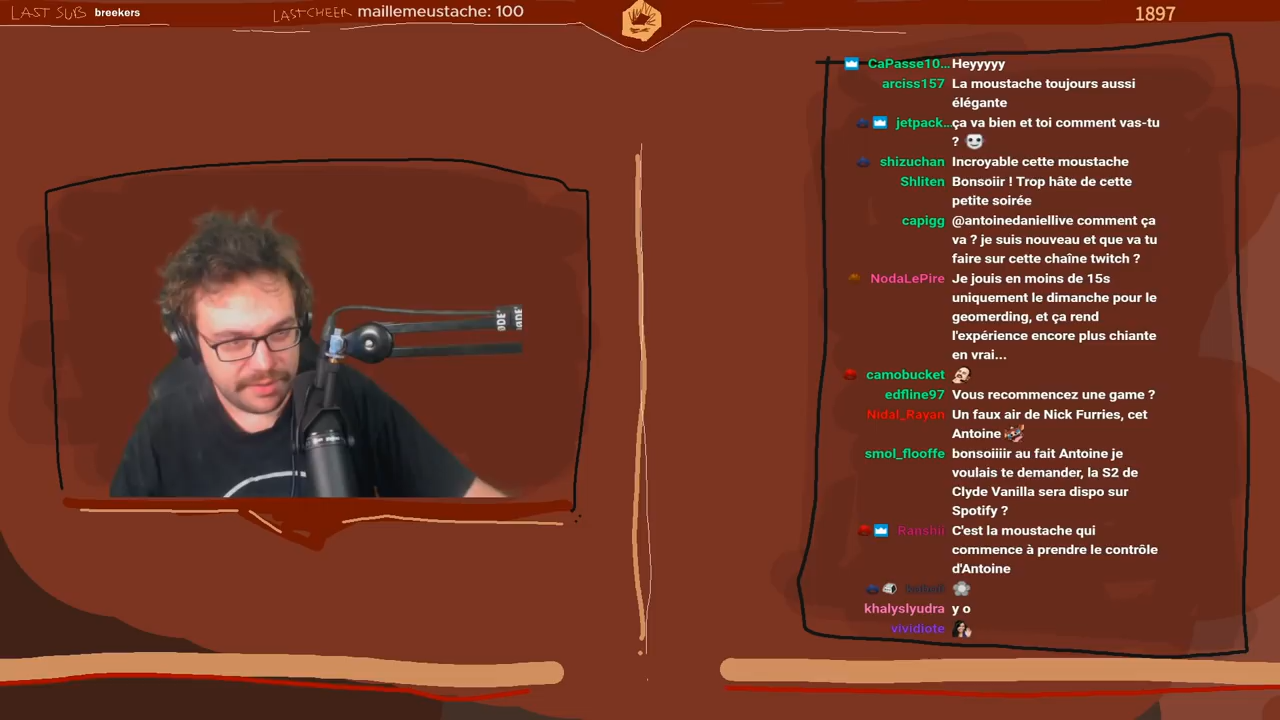 LAST SUB breekers
LAST CHEER maillemeustache: 100
1897
CaPasse10... Heyyyyy
arciss157 La moustache toujours aussi
élégante
jetpack... ça va bien et toi comment vas-tu
?
shizuchan Incroyable cette moustache
Shliten Bonsoiir ! Trop hâte de cette
petite soirée
capigg @antoinedaniellive comment ça
va ? je suis nouveau et que va tu
faire sur cette chaîne twitch ?
NodaLePire Je jouis en moins de 15s
uniquement le dimanche pour le
geomerding, et ça rend
l'expérience encore plus chiante
en vrai...
camobucket
edfline97 Vous recommencez une game ?
Nidal_Rayan Un faux air de Nick Furries, cet
Antoine
smol_flooffe bonsoiiiir au fait Antoine je
voulais te demander, la S2 de
Clyde Vanilla sera dispo sur
Spotify ?
Ranshii C'est la moustache qui
commence à prendre le contrôle
d'Antoine
khalyslyudra y o
vividiote